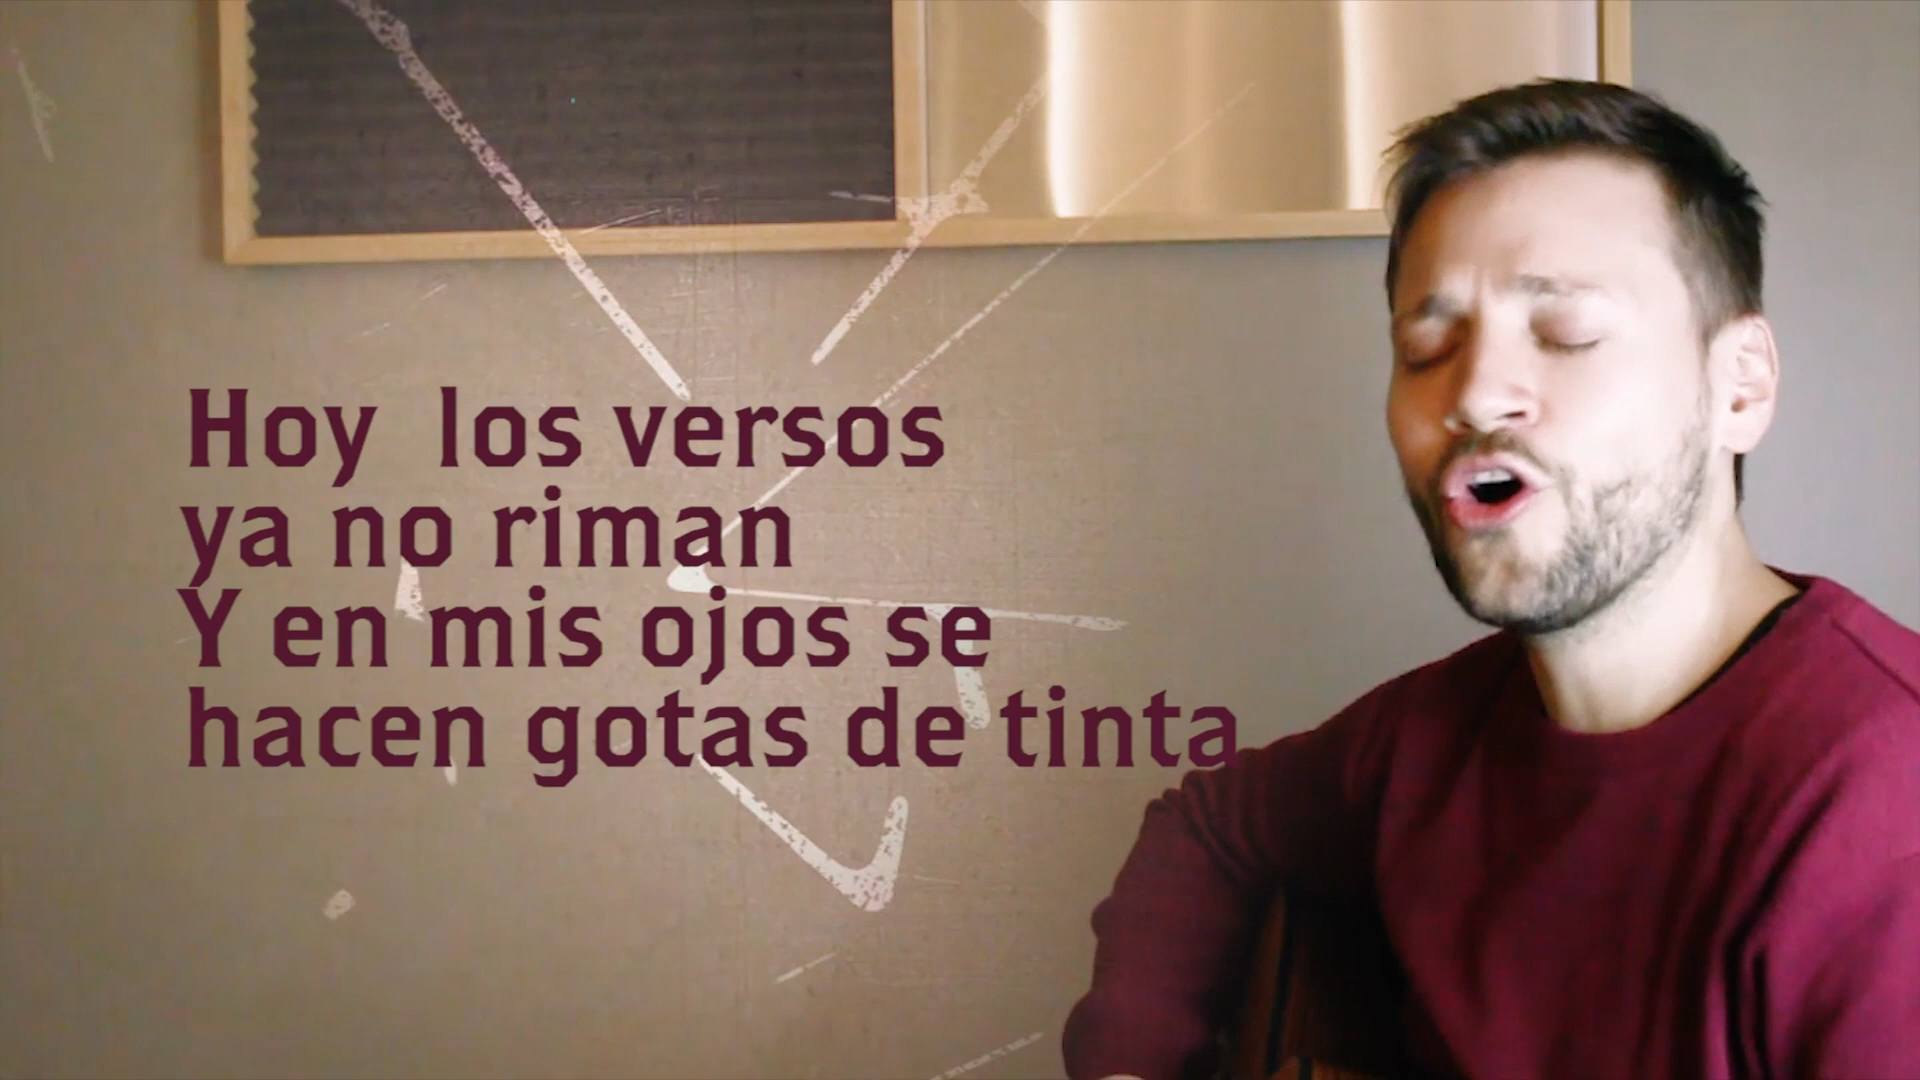 Hoy los versos
ya no riman
Y en mis ojos se
hacen gotas de tinta